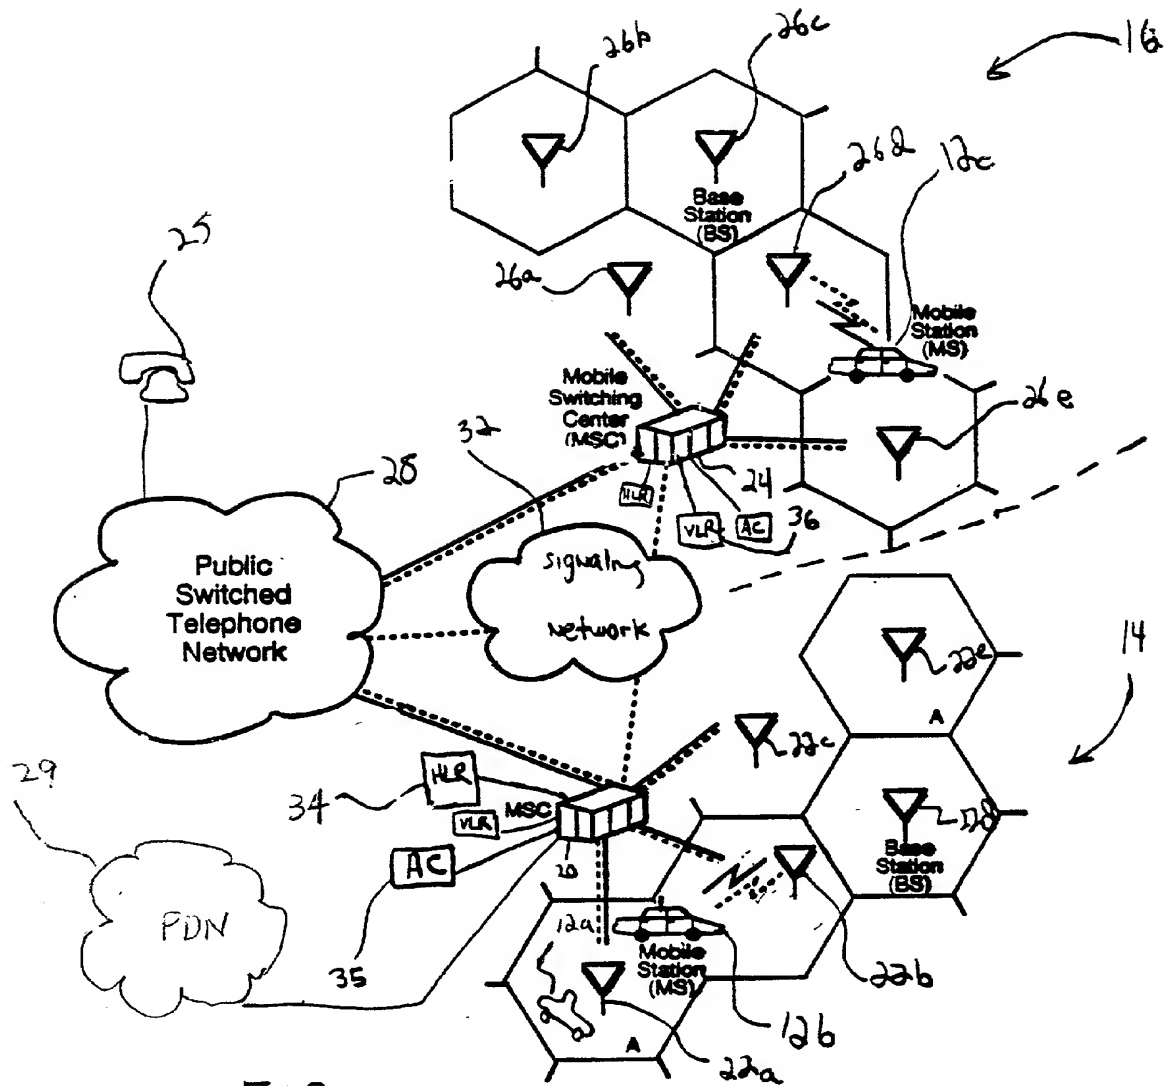 26b
26c
16
26d
12c
Base
Station
(BS)
25
26a
Mobile
Station
(MS)
Mobile
Switching
Center
(MSC)
32
26e
28
24
HLR
VLR
AC
36
Public
Switched
Telephone
Network
signaling
network
14
22e
A
22c
29
34
HLR
MSC
VLR
20
22d
Base
Station
(BS)
AC
PDN
35
12a
Mobile
Station
(MS)
22b
12b
A
22a